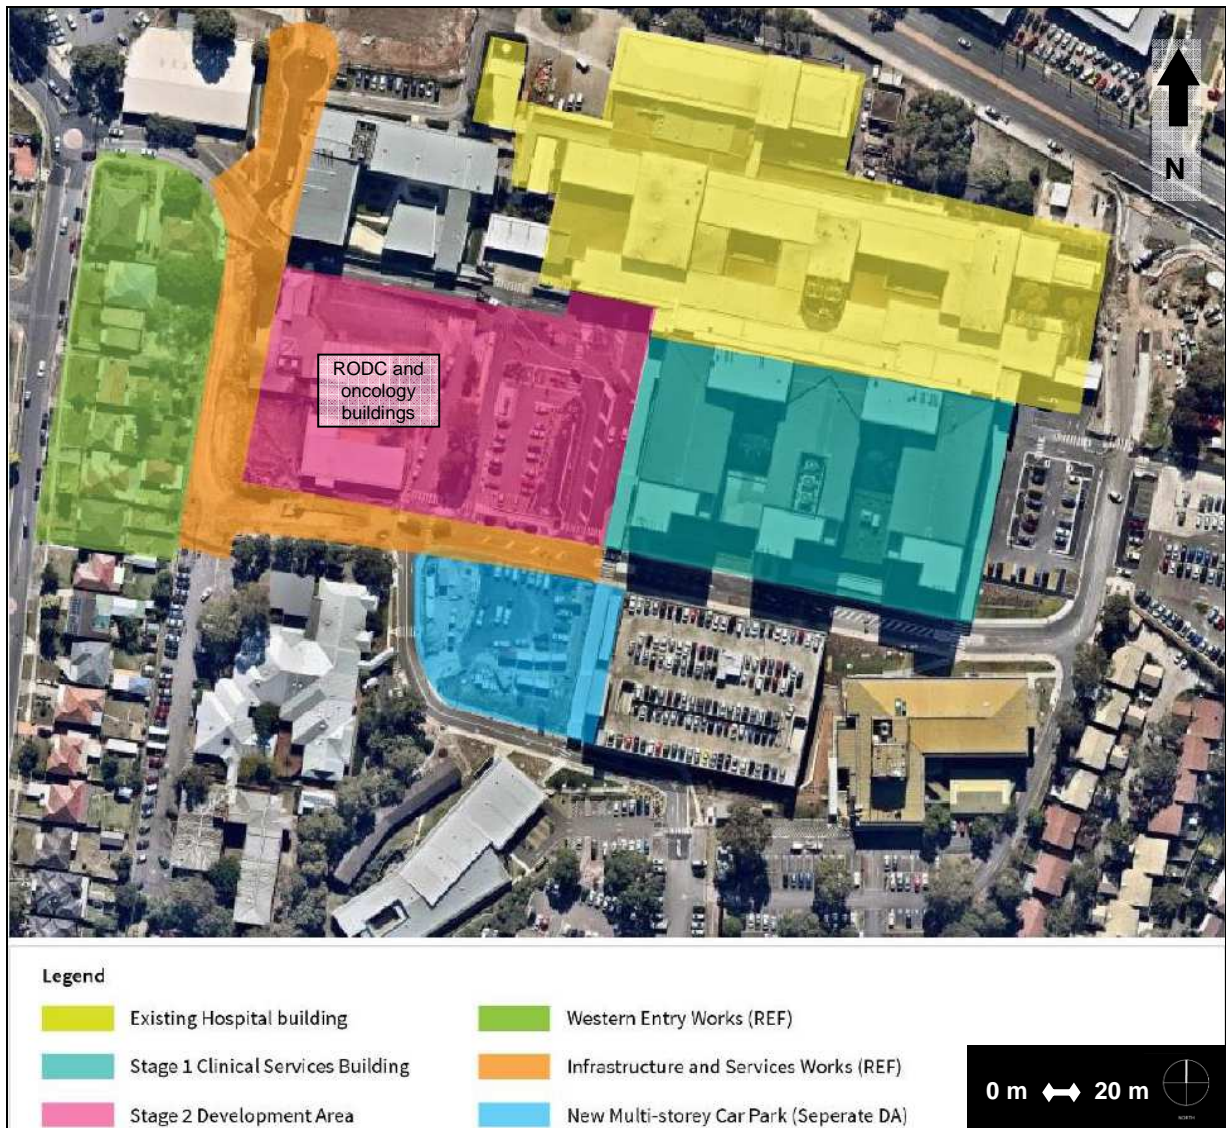 N
RODC and
oncology
buildings
Legend
Existing Hospital building
Western Entry Works (REF)
Stage 1 Clinical Services Building
Infrastructure and Services Works (REF)
Stage 2 Development Area
New Multi-storey Car Park (Seperate DA)
0 m 20 m
NORTH